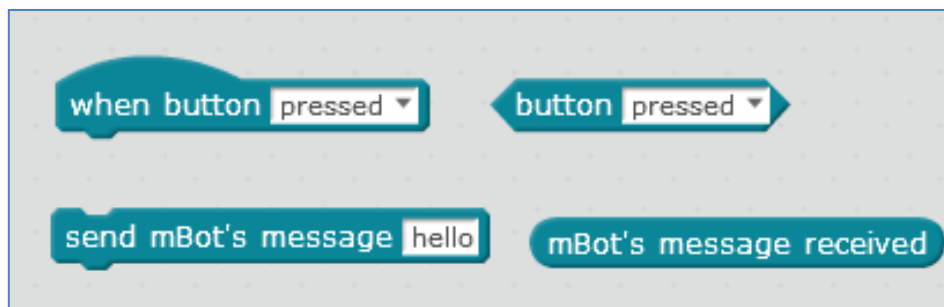 when button pressed
button pressed
send mBot's message hello
mBot's message received